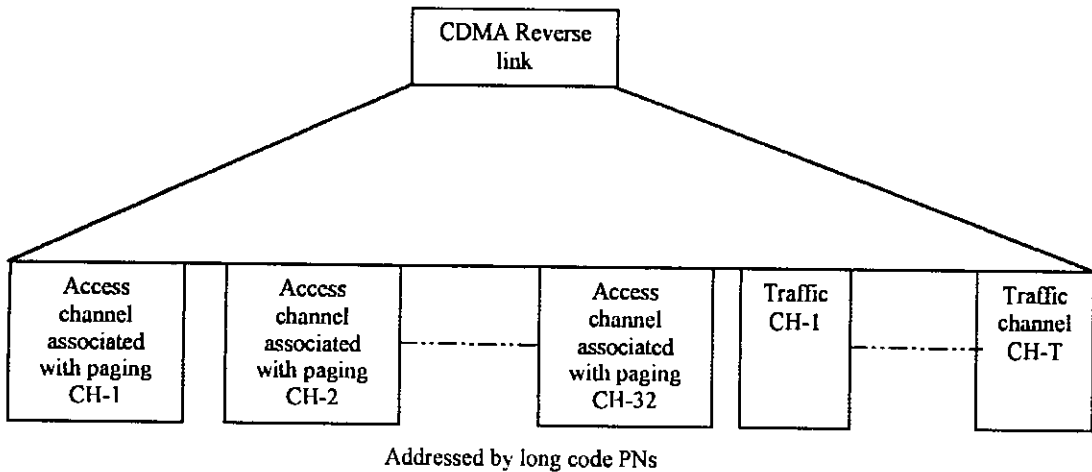 CDMA Reverse
link
Access
channel
associated
with paging
CH-1
Access
channel
associated
with paging
CH-2
Access
channel
associated
with paging
CH-32
Traffic
CH-1
Traffic
channel
CH-T
Addressed by long code PNs